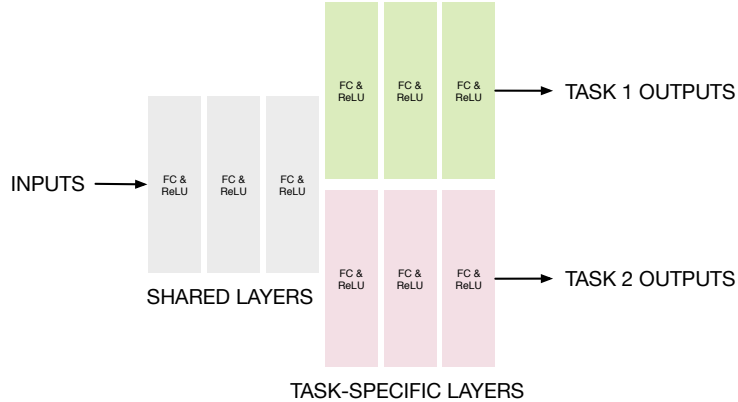 FC &
ReLU
FC &
ReLU
FC &
ReLU
TASK 1 OUTPUTS
INPUTS
FC &
ReLU
FC &
ReLU
FC &
ReLU
SHARED LAYERS
FC &
ReLU
FC &
ReLU
FC &
ReLU
TASK 2 OUTPUTS
TASK-SPECIFIC LAYERS